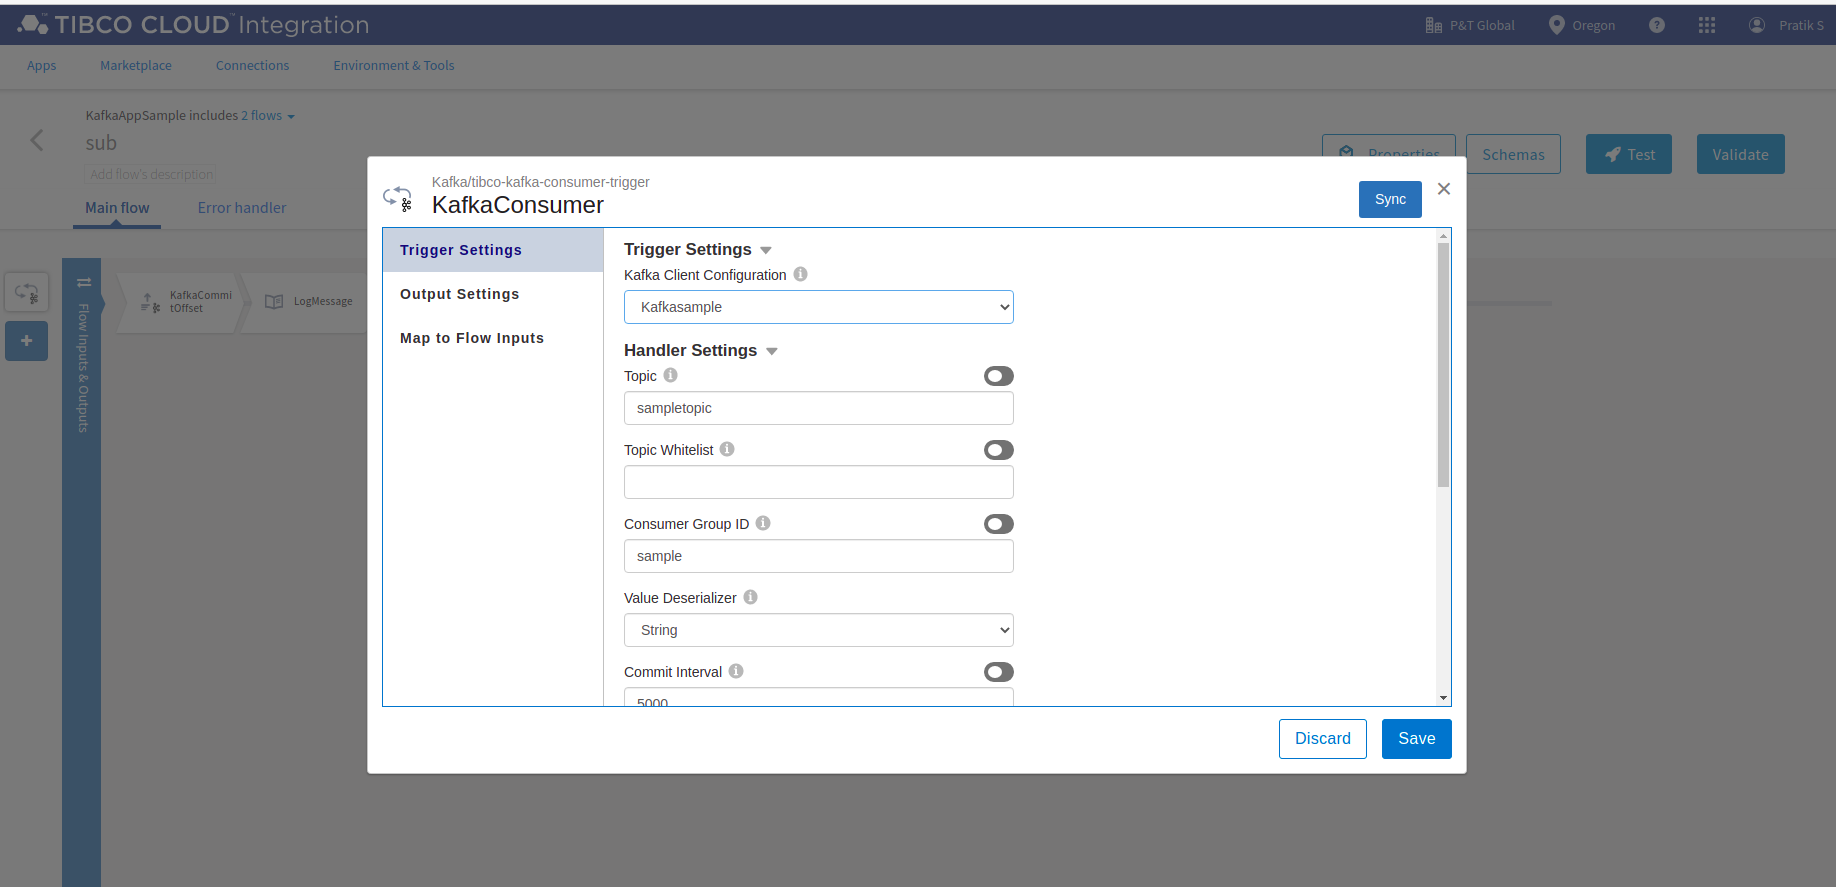 TIBCO CLOUD™ Integration
P&T Global
Oregon
?
Pratik S
Apps
Marketplace
Connections
Environment & Tools
KafkaAppSample includes 2 flows
sub
Add flow's description
Properties
Schemas
Test
Validate
Main flow
Error handler
Kafka/tibco-kafka-consumer-trigger
KafkaConsumer
Sync
Flow Inputs & Outputs
KafkaCommi
tOffset
LogMessage
Trigger Settings
Output Settings
Map to Flow Inputs
Trigger Settings
Kafka Client Configuration
Kafkasample
Handler Settings
Topic
sampletopic
Topic Whitelist
Consumer Group ID
sample
Value Deserializer
String
Commit Interval
5000
Discard
Save